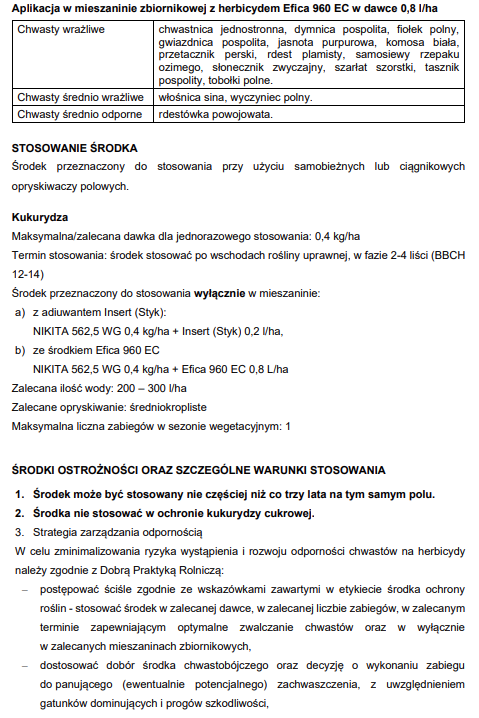 Aplikacja w mieszaninie zbiornikowej z herbicydem Efica 960 EC w dawce 0,8 l/ha
Chwasty wrażliwe
chwastnica jednostronna, dymnica pospolita, fiołek polny,
gwiazdnica pospolita, jasnota purpurowa, komosa biała,
przetacznik perski, rdest plamisty, samosiewy rzepaku
ozimego, słonecznik zwyczajny, szarłat szorstki, tasznik
pospolity, tobołki polne.
Chwasty średnio wrażliwe
włośnica sina, wyczyniec polny.
Chwasty średnio odporne
rdestówka powojowata.
STOSOWANIE ŚRODKA
Środek przeznaczony do stosowania przy użyciu samobieżnych lub ciągnikowych
opryskiwaczy polowych.
Kukurydza
Maksymalna/zalecana dawka dla jednorazowego stosowania: 0,4 kg/ha
Termin stosowania: środek stosować po wschodach rośliny uprawnej, w fazie 2-4 liści (BBCH
12-14)
Środek przeznaczony do stosowania wyłącznie w mieszaninie:
a) z adiuwantem Insert (Styk):
NIKITA 562,5 WG 0,4 kg/ha + Insert (Styk) 0,2 l/ha,
b) ze środkiem Efica 960 EC
NIKITA 562,5 WG 0,4 kg/ha + Efica 960 EC 0,8 L/ha
Zalecana ilość wody: 200 – 300 l/ha
Zalecane opryskiwanie: średniokropliste
Maksymalna liczna zabiegów w sezonie wegetacyjnym: 1
ŚRODKI OSTROŻNOŚCI ORAZ SZCZEGÓLNE WARUNKI STOSOWANIA
1. Środek może być stosowany nie częściej niż co trzy lata na tym samym polu.
2. Środka nie stosować w ochronie kukurydzy cukrowej.
3. Strategia zarządzania odpornością
W celu zminimalizowania ryzyka wystąpienia i rozwoju odporności chwastów na herbicydy
należy zgodnie z Dobrą Praktyką Rolniczą:
– postępować ściśle zgodnie ze wskazówkami zawartymi w etykiecie środka ochrony
roślin - stosować środek w zalecanej dawce, w zalecanej liczbie zabiegów, w zalecanym
terminie zapewniającym optymalne zwalczanie chwastów oraz w wyłącznie
w zalecanych mieszaninach zbiornikowych,
– dostosować dobór środka chwastobójczego oraz decyzję o wykonaniu zabiegu
do panującego (ewentualnie potencjalnego) zachwaszczenia, z uwzględnieniem
gatunków dominujących i progów szkodliwości,